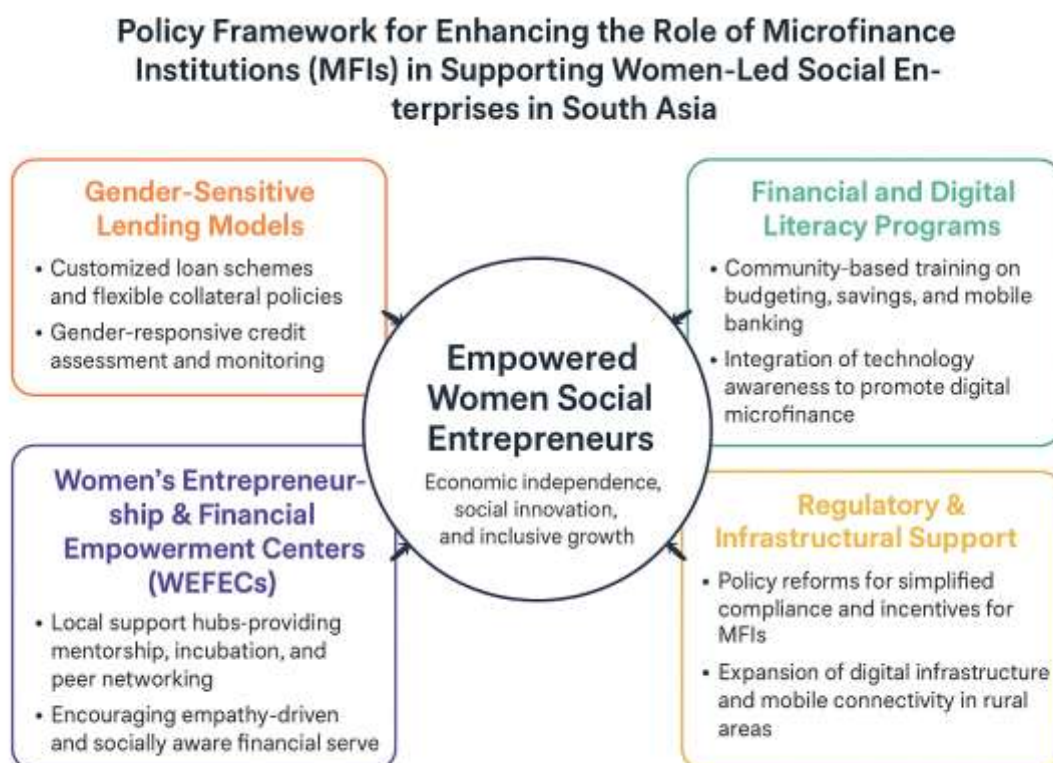 Policy Framework for Enhancing the Role of Microfinance
Institutions (MFIs) in Supporting Women-Led Social En-
terprises in South Asia
Gender-Sensitive
Lending Models
• Customized loan schemes
and flexible collateral policies
• Gender-responsive credit
assessment and monitoring
Financial and Digital
Literacy Programs
• Community-based training on
budgeting, savings, and mobile
banking
• Integration of technology
awareness to promote digital
microfinance
Empowered
Women Social
Entrepreneurs
Economic independence,
social innovation,
and inclusive growth
Women's Entrepreneur-
ship & Financial
Empowerment Centers
(WEFECs)
• Local support hubs-providing
mentorship, incubation, and
peer networking
• Encouraging empathy-driven
and socially aware financial serve
Regulatory &
Infrastructural Support
• Policy reforms for simplified
compliance and incentives for
MFIs
• Expansion of digital infrastructure
and mobile connectivity in rural
areas